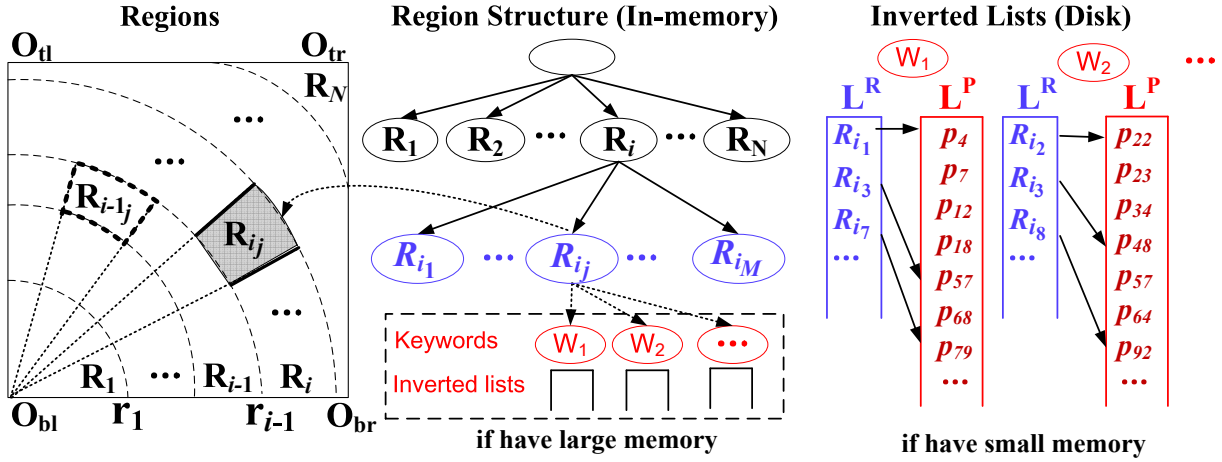 Regions
O_tl O_tr
R_N
...
...
R_{i-1_j}
R_{i_j}
...
R_1 ... R_{i-1} R_i
O_bl r_1 r_{i-1} O_br
Region Structure (In-memory)
R_1 R_2 ... R_i ... R_N
R_{i_1} ... R_{i_j} ... R_{i_M}
Keywords W_1 W_2 ...
Inverted lists
if have large memory
Inverted Lists (Disk)
W_1 W_2 ...
L^R L^P L^R L^P
R_{i_1} p_4 R_{i_2} p_22
R_{i_3} p_7 R_{i_3} p_23
R_{i_7} p_12 R_{i_8} p_34
... p_18 ... p_48
p_57 p_57
p_68 p_64
p_79 p_92
... ...
if have small memory